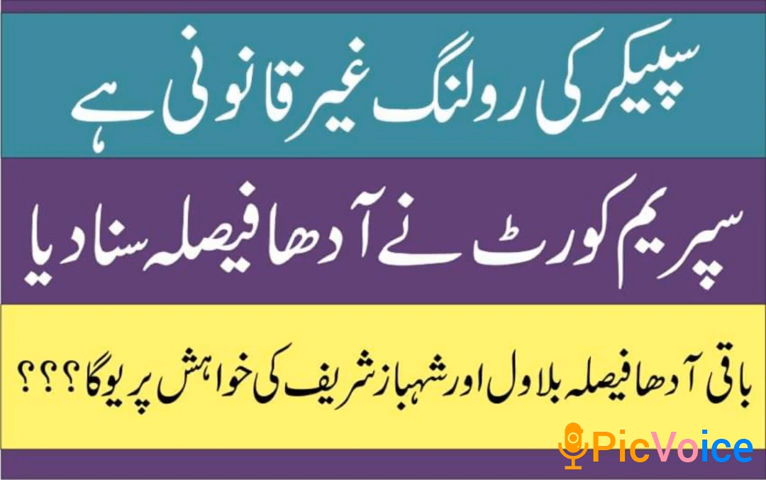 سپیکر کی رولنگ غیر قانونی ہے
سپریم کورٹ نے آدھا فیصلہ سنا دیا
باقی آدھا فیصلہ بلاول اور شہباز شریف کی خواہش پر یوگا؟؟؟
PicVoice